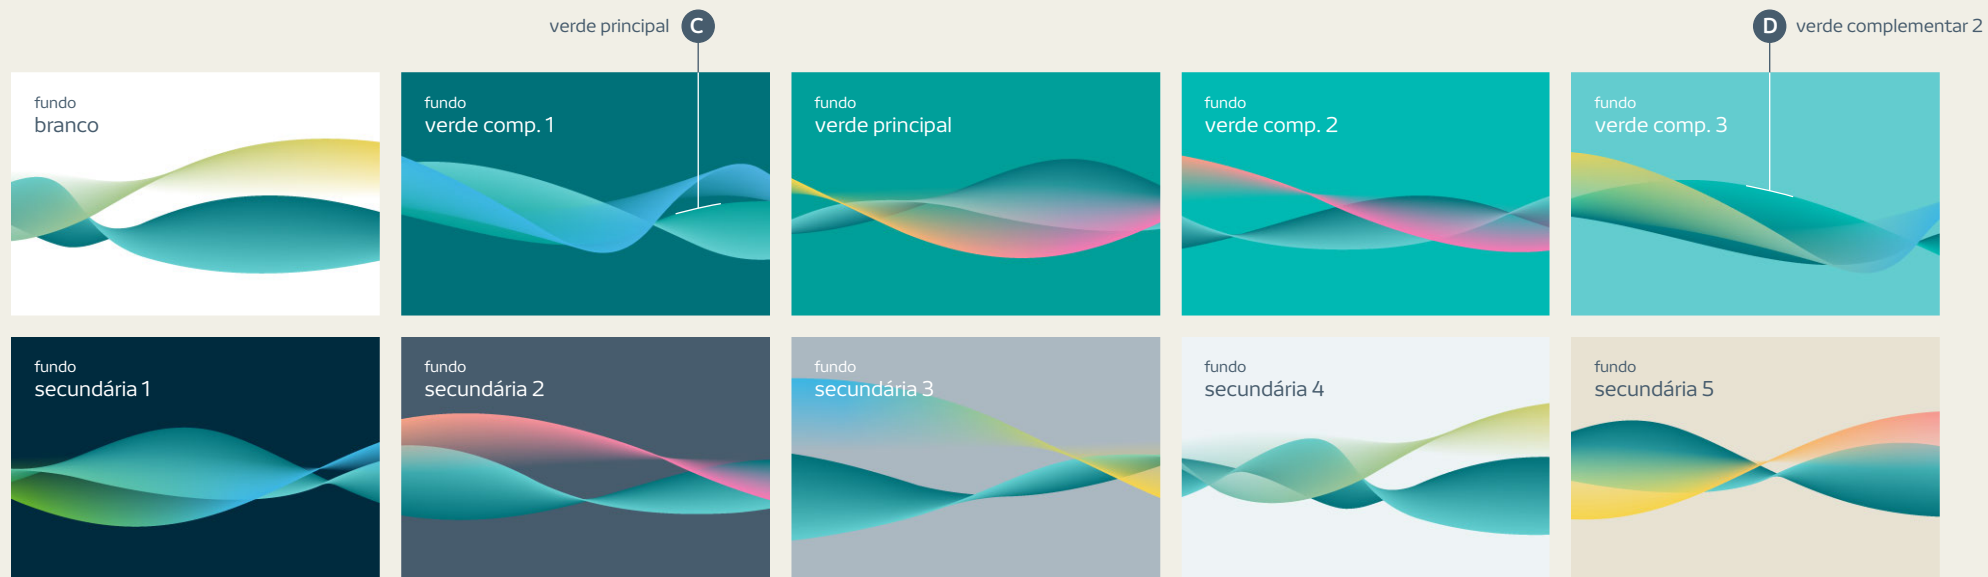 verde principal C
D verde complementar 2
fundo
branco
fundo
verde comp. 1
fundo
verde principal
fundo
verde comp. 2
fundo
verde comp. 3
fundo
secundária 1
fundo
secundária 2
fundo
secundária 3
fundo
secundária 4
fundo
secundária 5